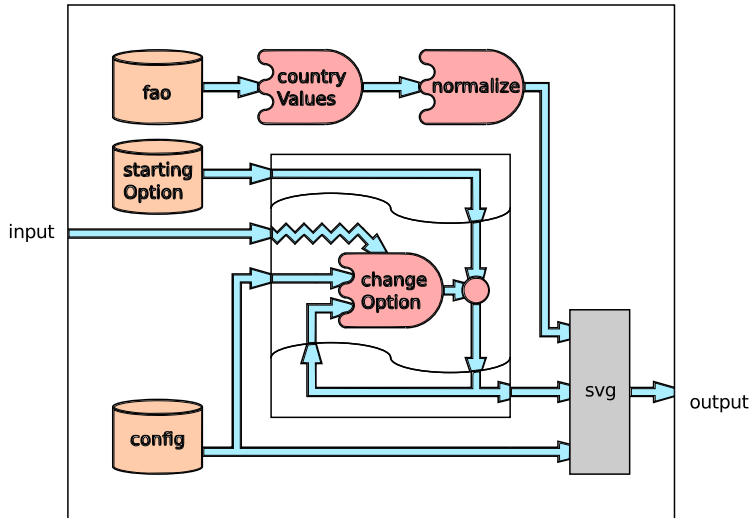 fao
country
Values
normalize
starting
Option
input
change
Option
svg
output
config